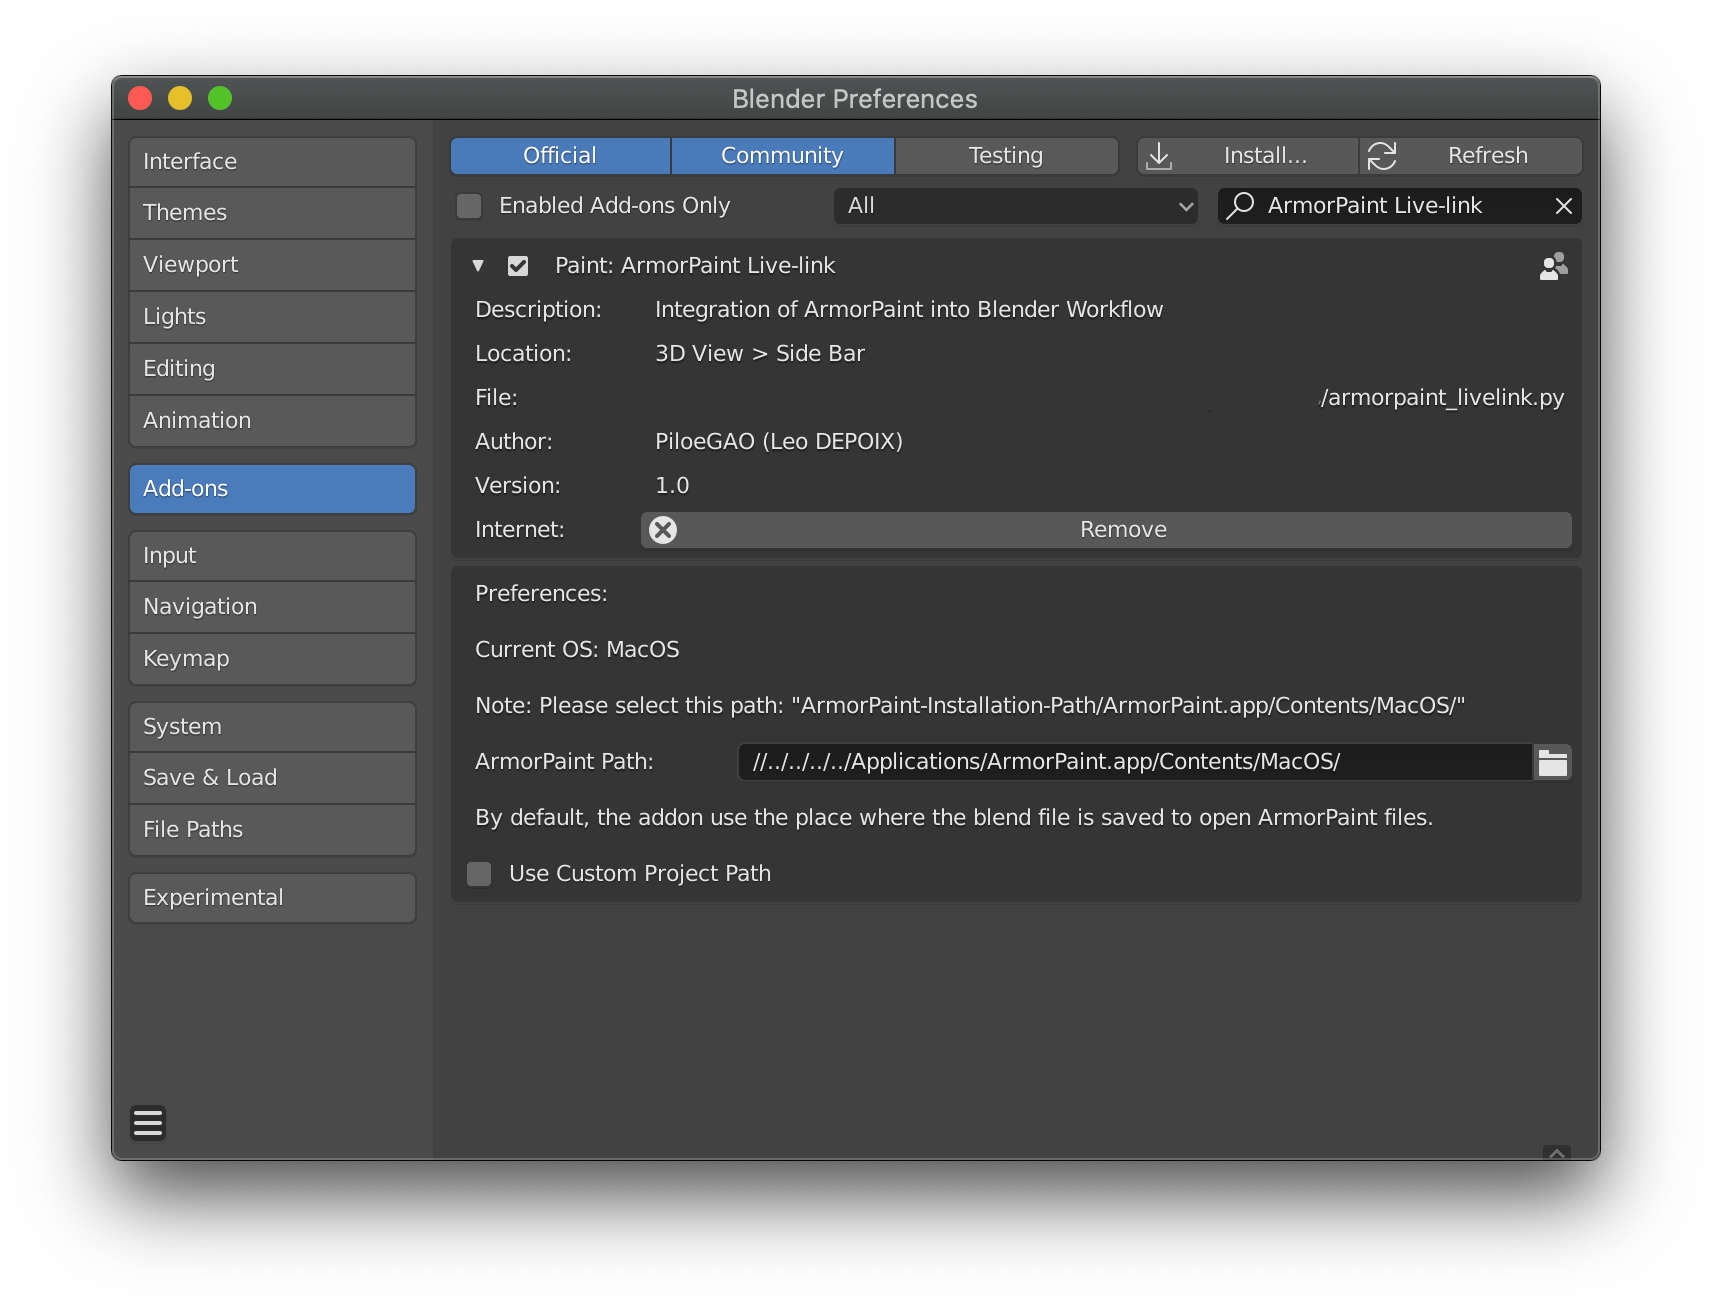 Blender Preferences
Interface
Themes
Viewport
Lights
Editing
Animation
Add-ons
Input
Navigation
Keymap
System
Save & Load
File Paths
Experimental
Official Community Testing Install... Refresh
Enabled Add-ons Only All ArmorPaint Live-link
Paint: ArmorPaint Live-link
Description: Integration of ArmorPaint into Blender Workflow
Location: 3D View > Side Bar
File: /armorpaint_livelink.py
Author: PiloeGAO (Leo DEPOIX)
Version: 1.0
Internet: Remove
Preferences:
Current OS: MacOS
Note: Please select this path: "ArmorPaint-Installation-Path/ArmorPaint.app/Contents/MacOS/"
ArmorPaint Path: //../../../../Applications/ArmorPaint.app/Contents/MacOS/
By default, the addon use the place where the blend file is saved to open ArmorPaint files.
Use Custom Project Path